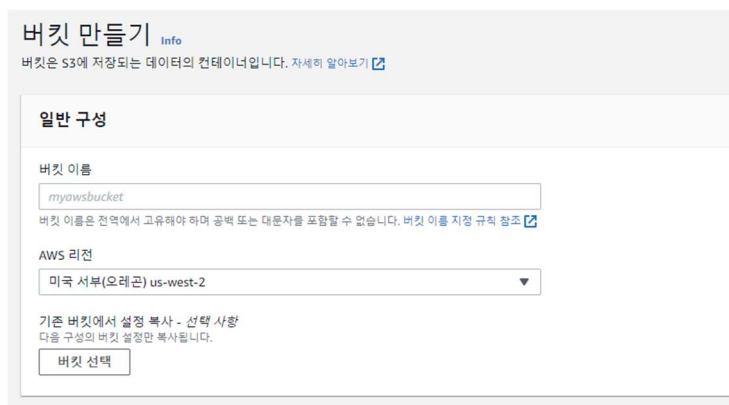 버킷 만들기 Info
버킷은 S3에 저장되는 데이터의 컨테이너입니다. 자세히 알아보기
일반 구성
버킷 이름
myawsbucket
버킷 이름은 전역에서 고유해야 하며 공백 또는 대문자를 포함할 수 없습니다. 버킷 이름 지정 규칙 참조
AWS 리전
미국 서부(오레곤) us-west-2
기존 버킷에서 설정 복사 - 선택 사항
다음 구성의 버킷 설정만 복사됩니다.
버킷 선택